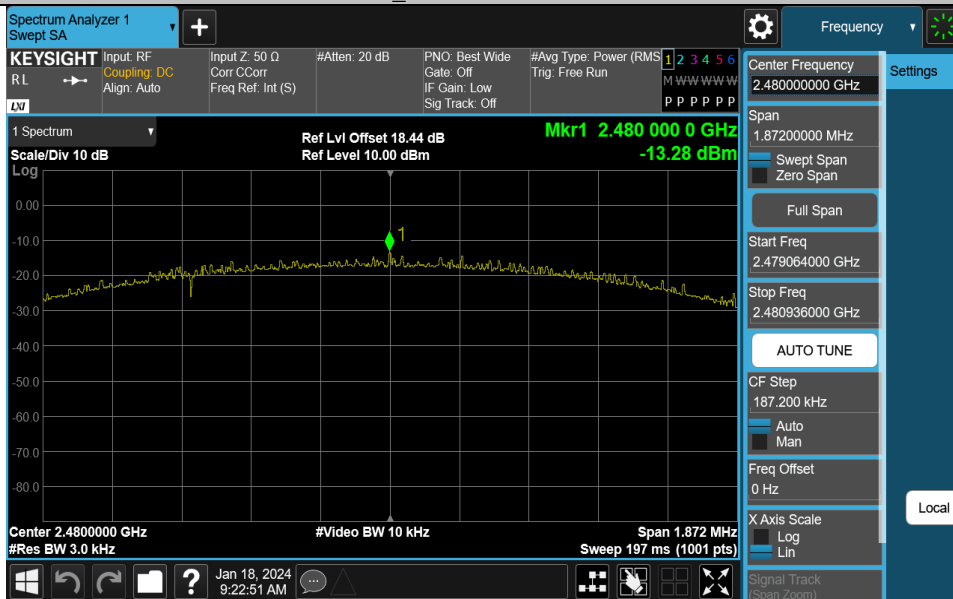 Spectrum Analyzer 1
Swept SA
+
Frequency
KEYSIGHT
R L
LXI
Input: RF
Coupling: DC
Align: Auto
Input Z: 50 Ω
Corr CCorr
Freq Ref: Int (S)
#Atten: 20 dB
PNO: Best Wide
Gate: Off
IF Gain: Low
Sig Track: Off
#Avg Type: Power (RMS
Trig: Free Run
1 2 3 4 5 6
M W W W W W
P P P P P P
Center Frequency
2.480000000 GHz
Settings
Span
1.87200000 MHz
Swept Span
Zero Span
Full Span
Start Freq
2.479064000 GHz
Stop Freq
2.480936000 GHz
AUTO TUNE
CF Step
187.200 kHz
Auto
Man
Freq Offset
0 Hz
Local
X Axis Scale
Log
Lin
Signal Track
(Span Zoom)
1 Spectrum
Scale/Div 10 dB
Log
Ref Lvl Offset 18.44 dB
Ref Level 10.00 dBm
Mkr1 2.480 000 0 GHz
-13.28 dBm
0.00
-10.0
-20.0
-30.0
-40.0
-50.0
-60.0
-70.0
-80.0
1
Center 2.4800000 GHz
#Res BW 3.0 kHz
#Video BW 10 kHz
Span 1.872 MHz
Sweep 197 ms (1001 pts)
?
Jan 18, 2024
9:22:51 AM